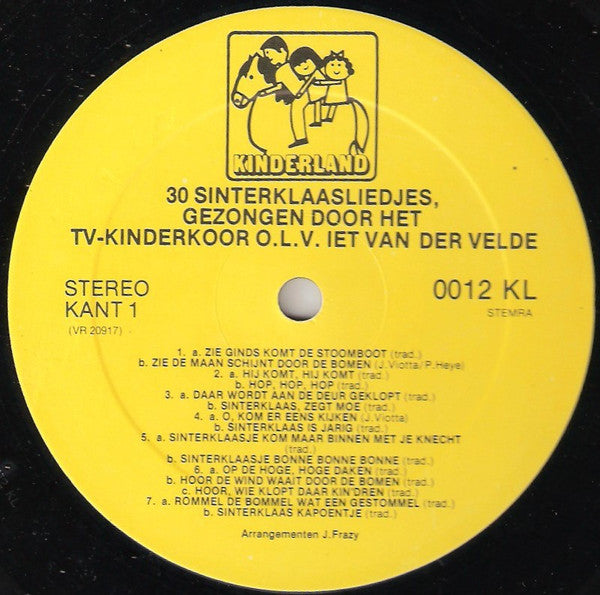 KINDERLAND
30 SINTERKLAASLIEDJES,
GEZONGEN DOOR HET
TV-KINDERKOOR O.L.V. IET VAN DER VELDE
STEREO
KANT 1
(VR 20917)
0012 KL
STEMRA
1. a. ZIE GINDS KOMT DE STOOMBOOT (trad.)
b. ZIE DE MAAN SCHIJNT DOOR DE BOMEN (J.Viotta/P.Heye)
2. a. HIJ KOMT, HIJ KOMT (trad.)
b. HOP, HOP, HOP (trad.)
3. a. DAAR WORDT AAN DE DEUR GEKLOPT (trad.)
b. SINTERKLAAS, ZEGT MOE (trad.)
4. a. O, KOM ER EENS KIJKEN (J.Viotta)
b. SINTERKLAAS IS JARIG (trad.)
5. a. SINTERKLAASJE KOM MAAR BINNEN MET JE KNECHT
(trad.)
b. SINTERKLAASJE BONNE BONNE BONNE (trad.)
6. a. OP DE HOGE, HOGE DAKEN (trad.)
b. HOOR DE WIND WAAIT DOOR DE BOMEN (trad.)
c. HOOR, WIE KLOPT DAAR KIN'DREN (trad.)
7. a. ROMMEL DE BOMMEL WAT EEN GESTOMMEL (trad.)
b. SINTERKLAAS KAPOENTJE (trad.)
Arrangementen J.Frazy